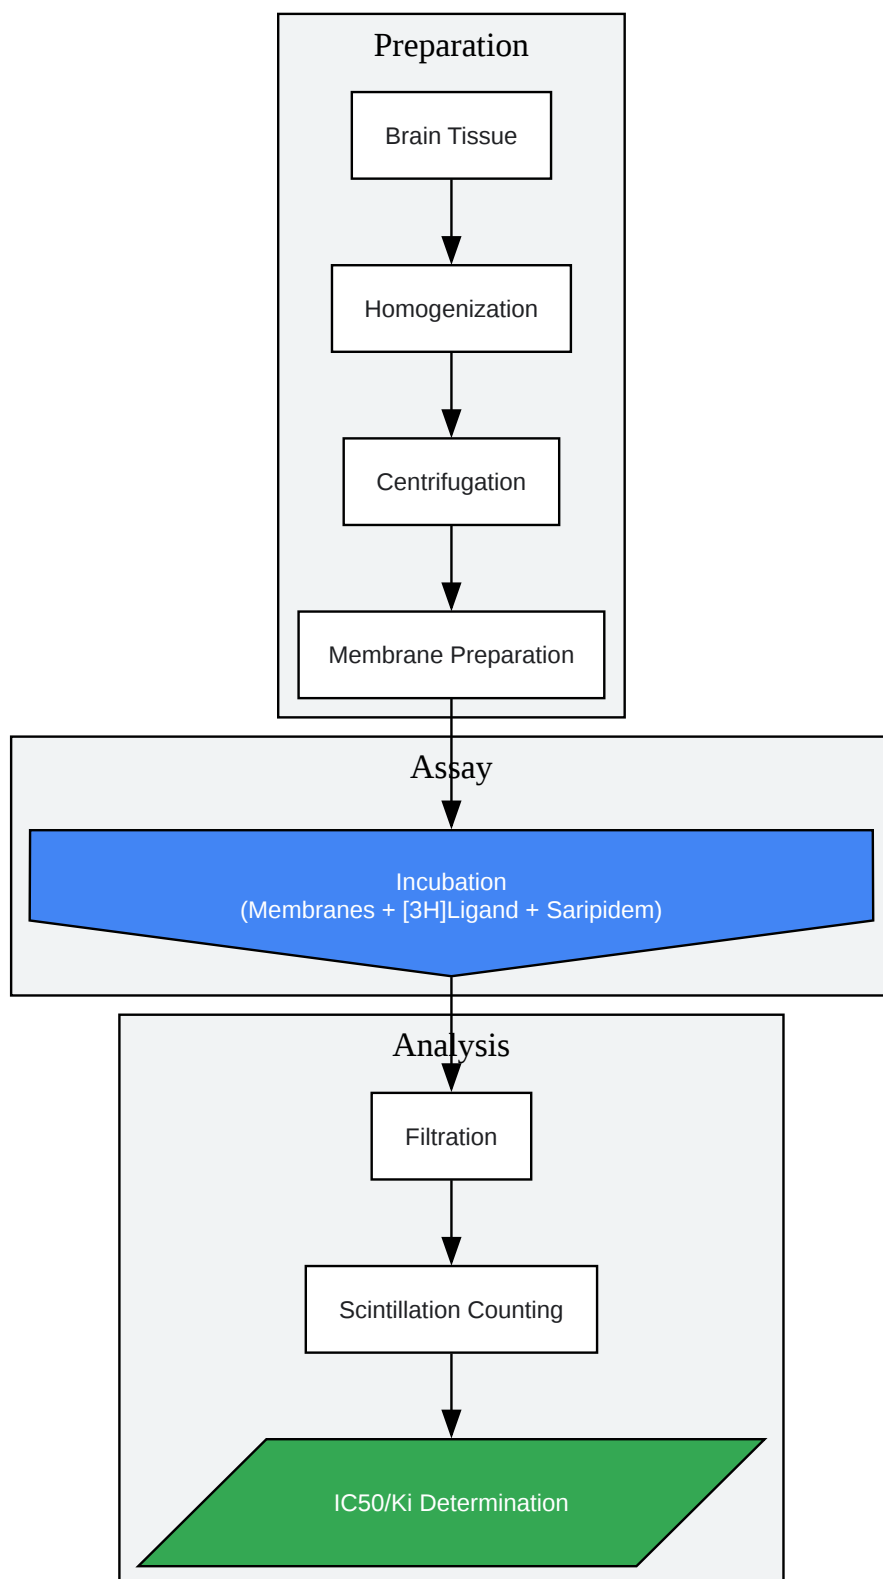 Preparation
Brain Tissue
Homogenization
Centrifugation
Membrane Preparation
Assay
Incubation
(Membranes + [3H]Ligand + Saripidem)
Analysis
Filtration
Scintillation Counting
IC50/Ki Determination